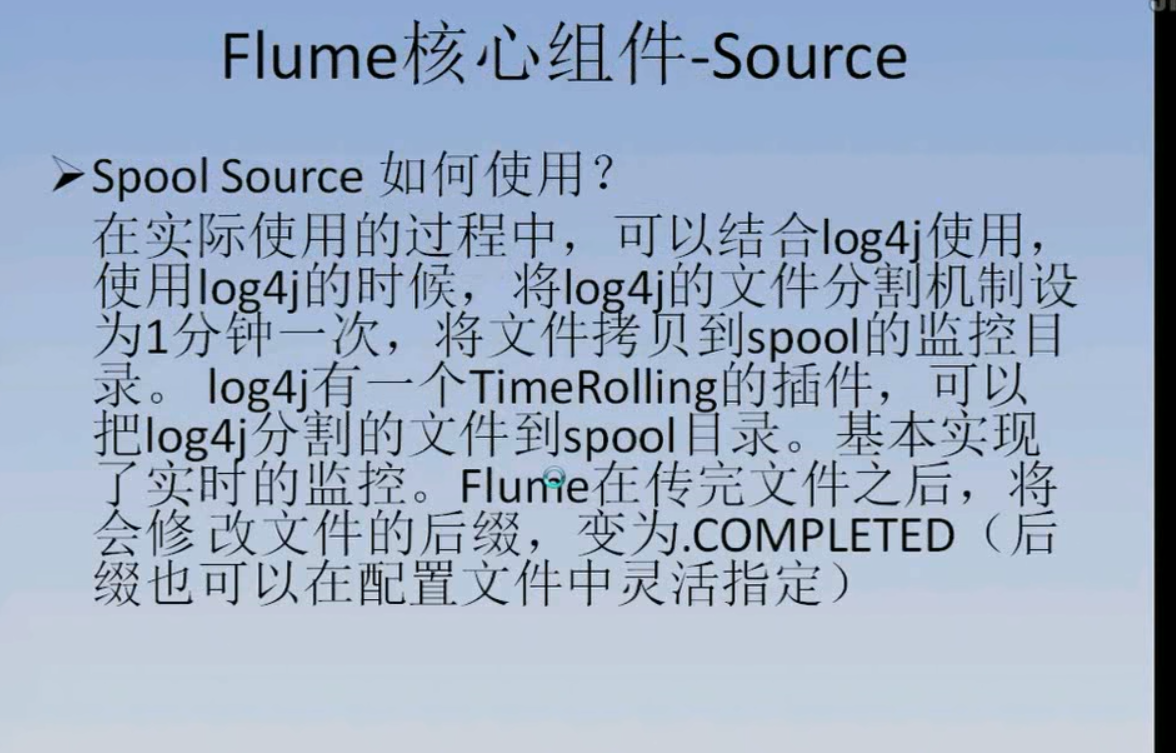 Flume核心组件-Source
➢Spool Source 如何使用？
在实际使用的过程中，可以结合log4j使用，
使用log4j的时候，将log4j的文件分割机制设
为1分钟一次，将文件拷贝到spool的监控目
录。 log4j有一个TimeRolling的插件，可以
把log4j分割的文件到spool目录。基本实现
了实时的监控。Flume在传完文件之后，将
会修 改文件的后缀，变为.COMPLETED（后
缀也可以在配置文件中灵活指定）